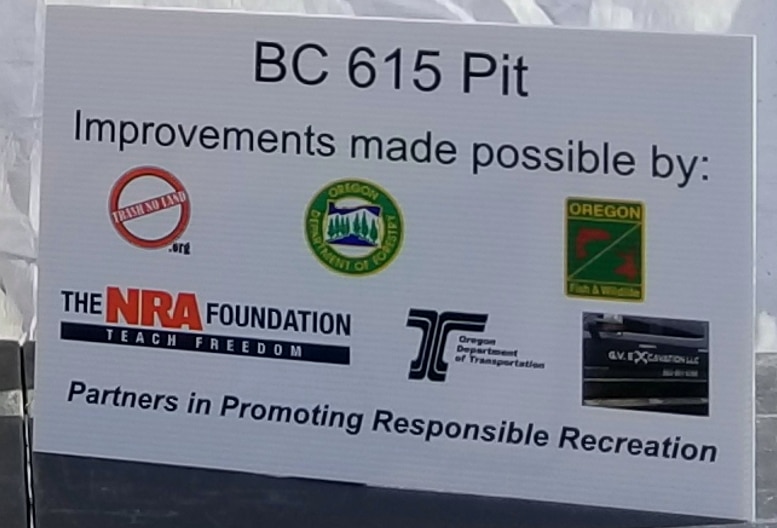 BC 615 Pit
Improvements made possible by:
TRASH NO LAND
.org
OREGON
DEPARTMENT OF FORESTRY
OREGON
Fish & Wildlife
THE NRA FOUNDATION
TEACH FREEDOM
Oregon
Department
of Transportation
G.V. EXCAVATION LLC
Partners in Promoting Responsible Recreation